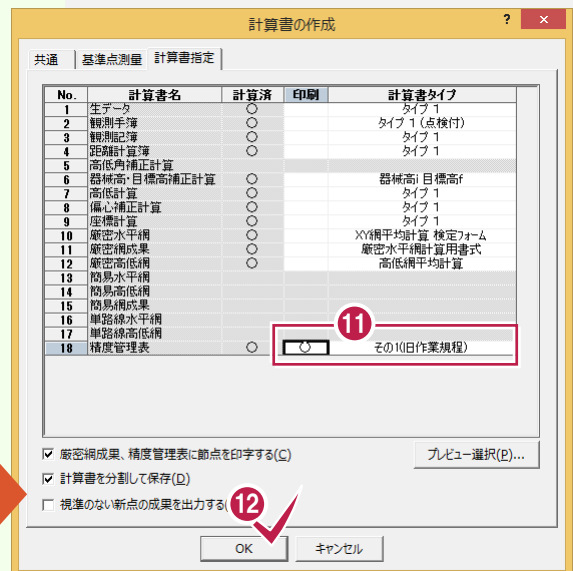 計算書の作成
? ×
共通 基準点測量 計算書指定
No. 計算書名 計算済 印刷 計算書タイプ
1 生データ ○ タイプ 1
2 観測手簿 ○ タイプ 1 (点検付)
3 観測記簿 ○ タイプ 1
4 距離計算簿 ○ タイプ 1
5 高低角補正計算
6 器械高・目標高補正計算 ○ 器械高i 目標高f
7 高低計算 ○ タイプ 1
8 偏心補正計算 ○ タイプ 1
9 座標計算 ○ タイプ 1
10 厳密水平網 ○ XY網平均計算 検定フォーム
11 厳密網成果 ○ 厳密水平網計算用書式
12 厳密高低網 ○ 高低網平均計算
13 簡易水平網
14 簡易高低網
15 簡易網成果
16 単路線水平網
17 単路線高低網
11
18 精度管理表 ○ ○ その1(旧作業規程)
厳密網成果、精度管理表に節点を印字する(C) プレビュー選択(P)...
計算書を分割して保存(D)
視準のない新点の成果を出力する(
12
OK キャンセル